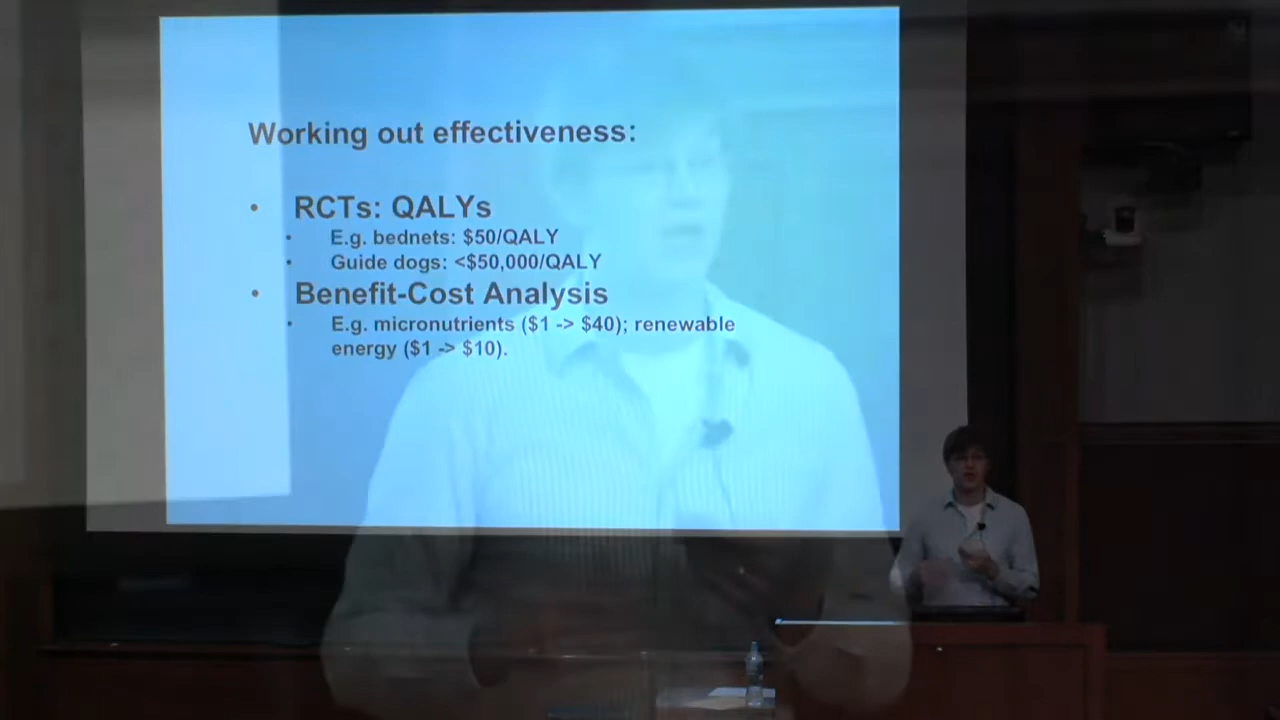 Working out effectiveness:
• RCTs: QALYs
• E.g. bednets: $50/QALY
• Guide dogs: <$50,000/QALY
• Benefit-Cost Analysis
• E.g. micronutrients ($1 -> $40); renewable
energy ($1 -> $10).